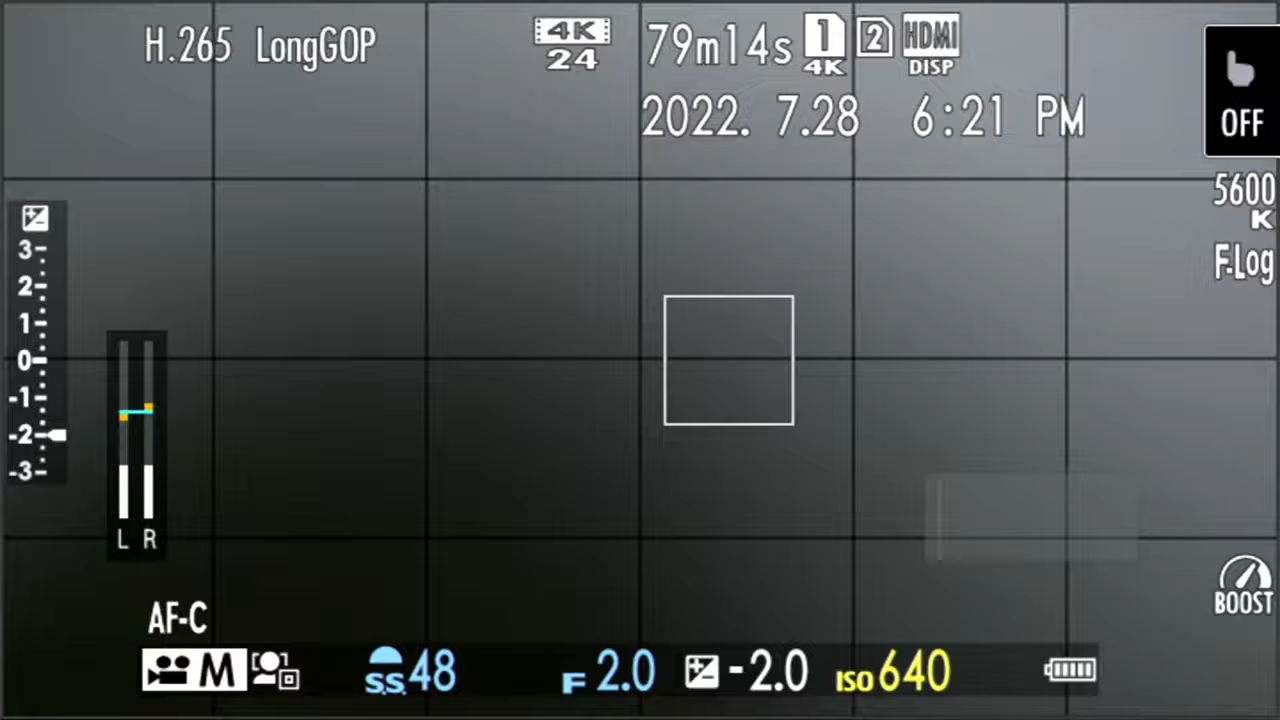 H.265 LongGOP 4K 24 79m14s 1 4K 2 HDMI DISP
2022. 7.28 6:21 PM
OFF
5600 K
F-Log
3
2
1
0
-1
-2
-3
L R
BOOST
AF-C
M S.S. 48 F 2.0 -2.0 ISO 640